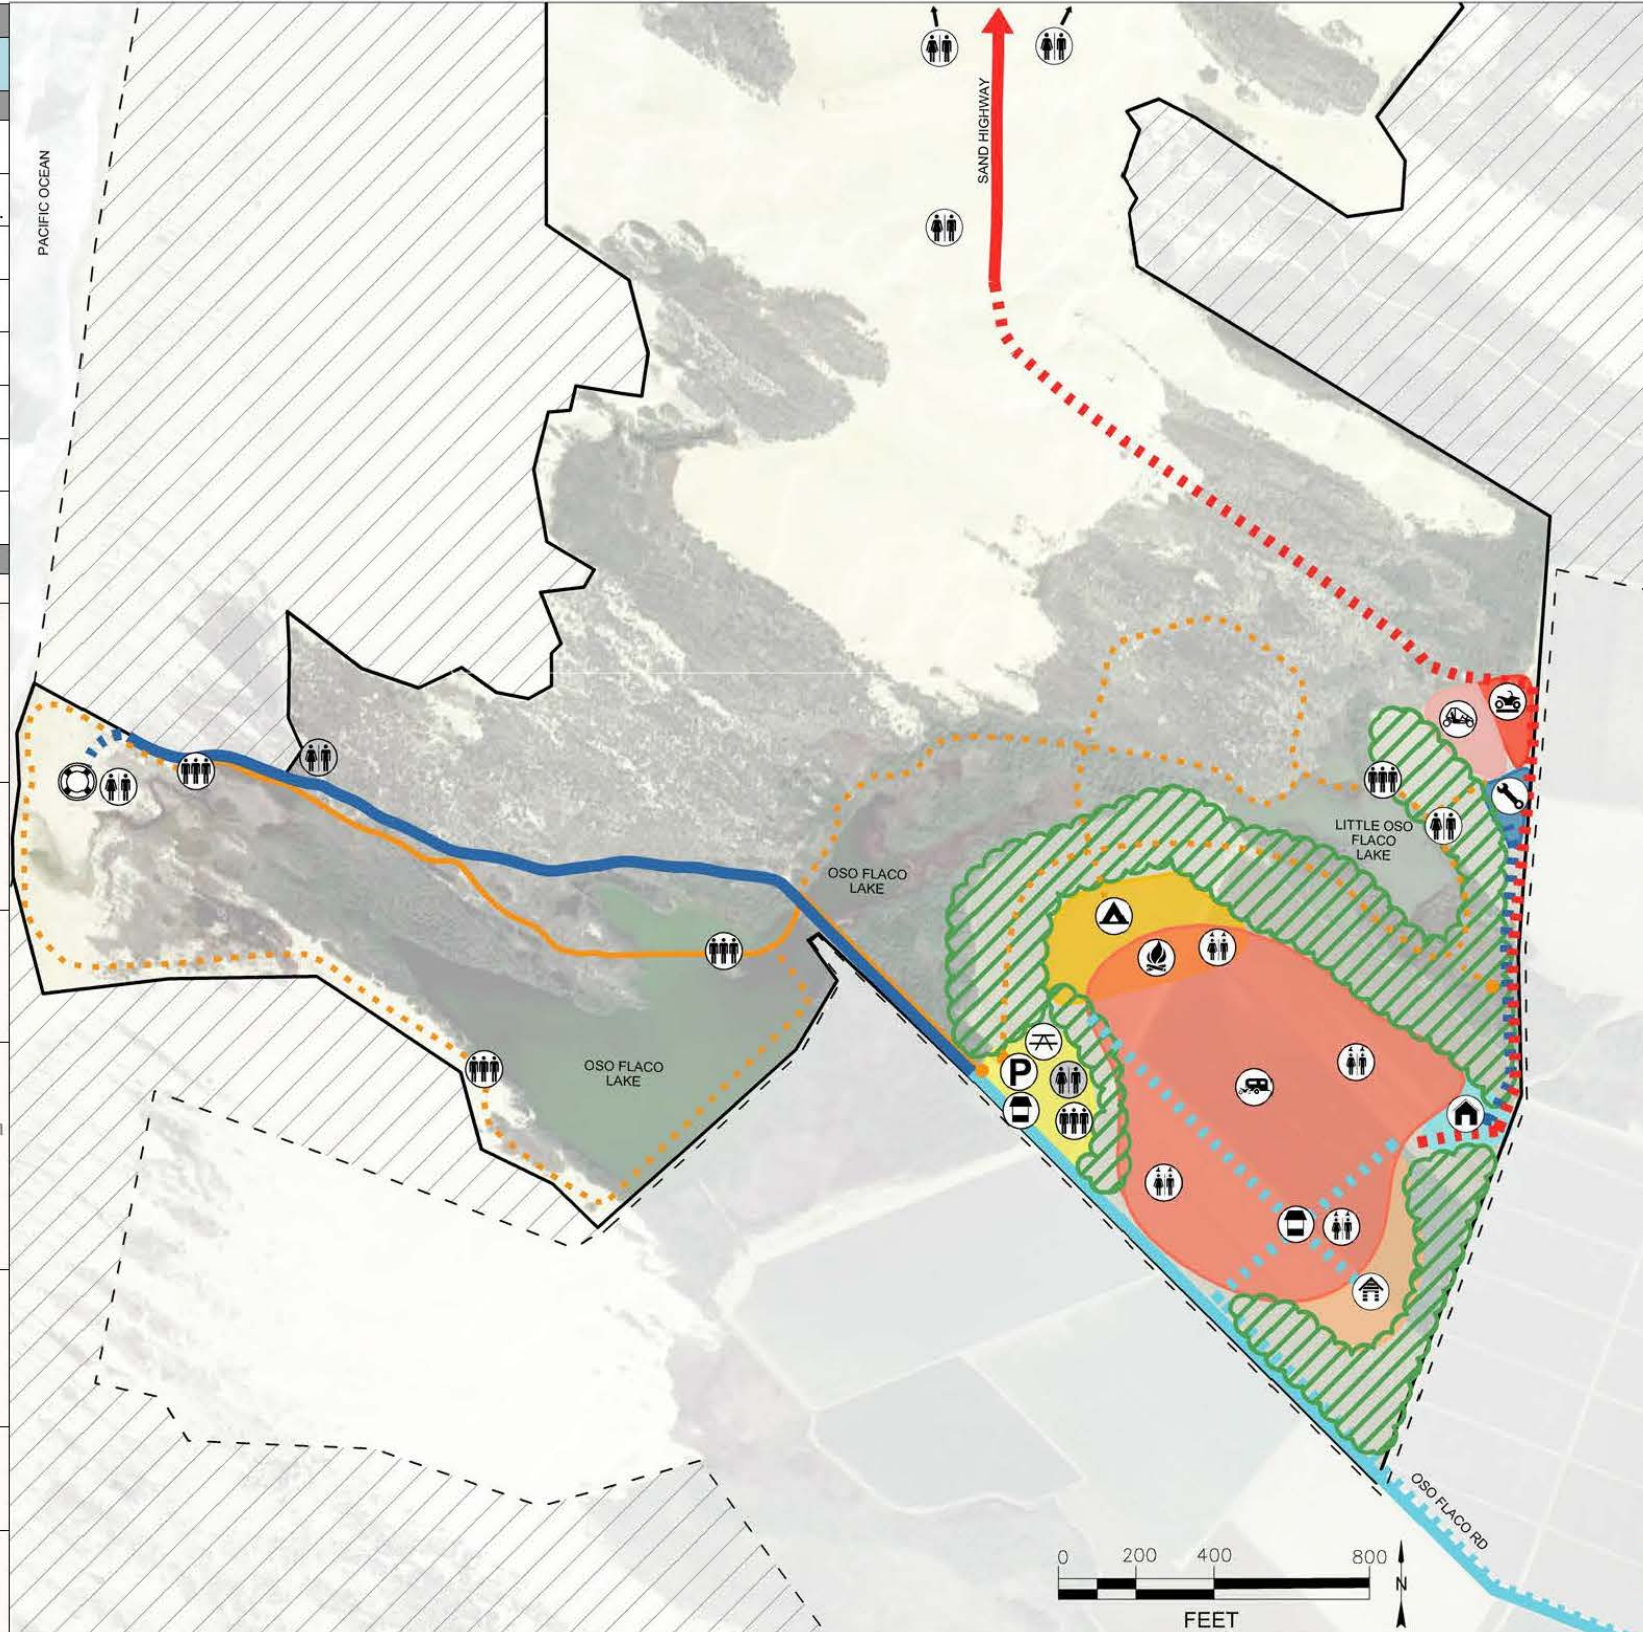 SAND HIGHWAY
PACIFIC OCEAN
LITTLE OSO
FLACO
LAKE
OSO FLACO
LAKE
P
OSO FLACO
LAKE
OSO FLACO RD
0 200 400 800
N
FEET